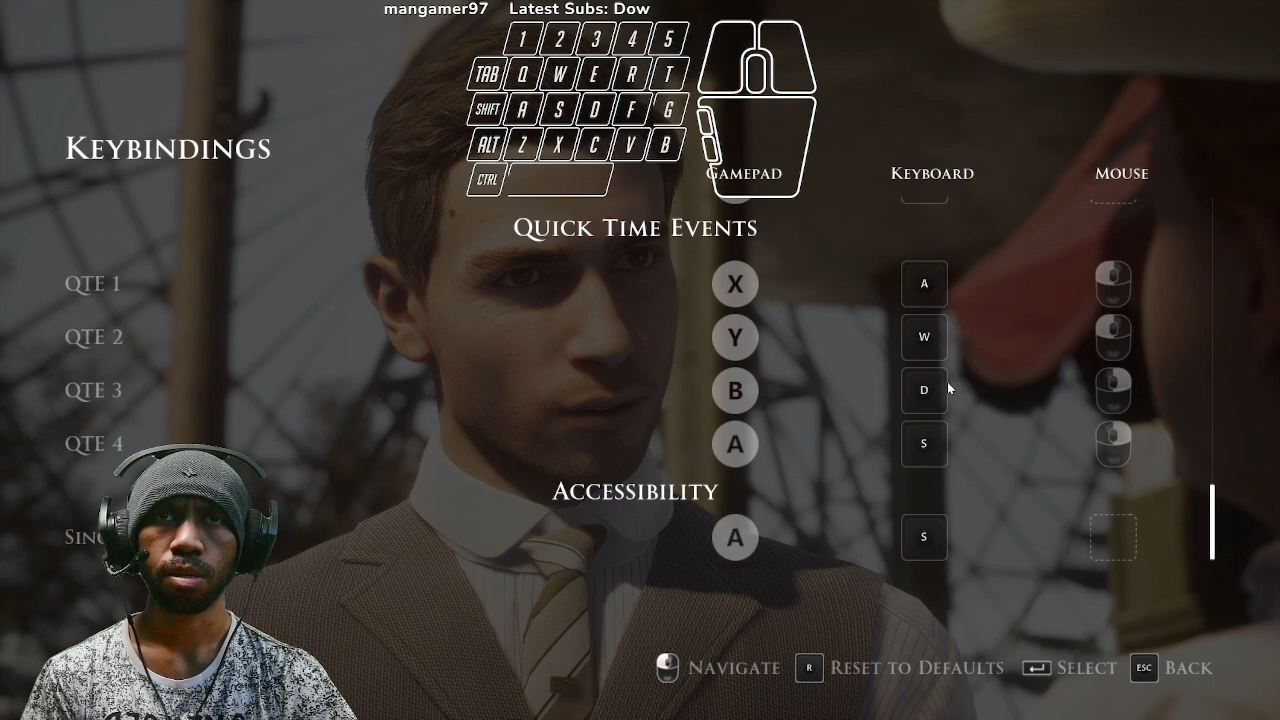 mangamer97 Latest Subs: Dow
1 2 3 4 5
TAB Q W E R T
SHIFT A S D F G
ALT Z X C V B
CTRL
KEYBINDINGS
GAMEPAD KEYBOARD MOUSE
QUICK TIME EVENTS
QTE 1 X A
QTE 2 Y W
QTE 3 B D
QTE 4 A S
ACCESSIBILITY
A S
NAVIGATE R RESET TO DEFAULTS SELECT ESC BACK